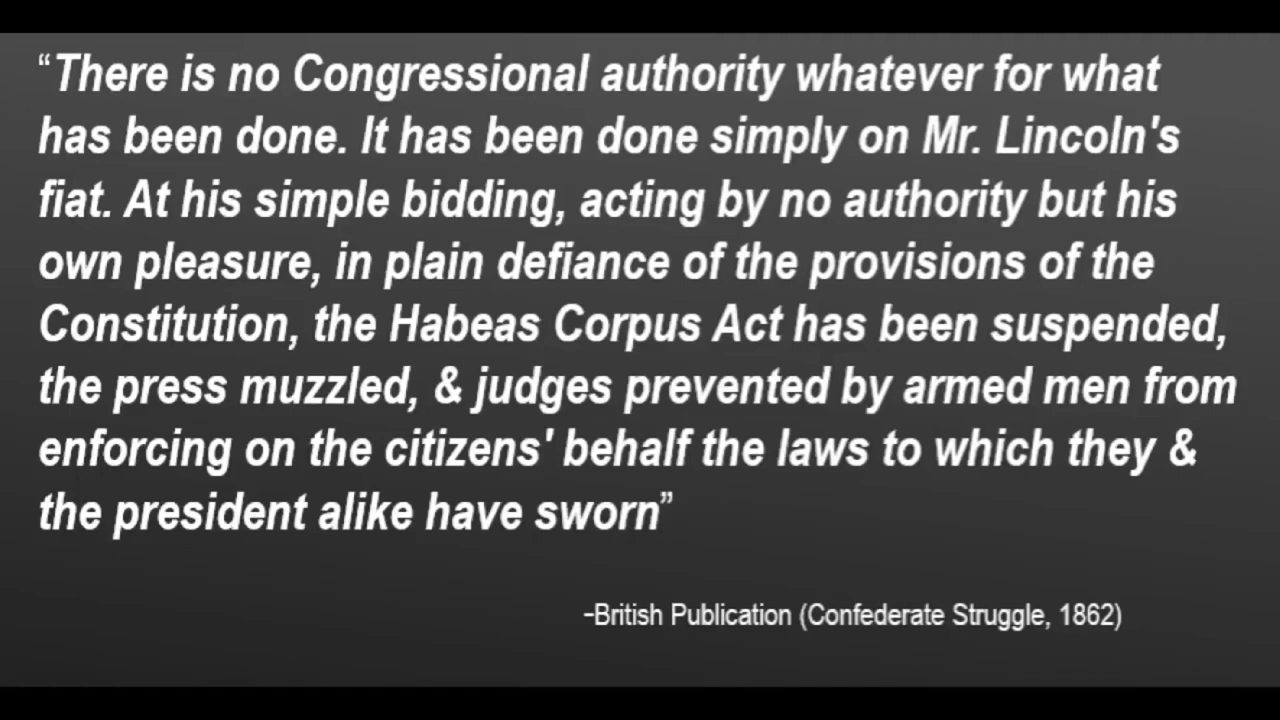 “There is no Congressional authority whatever for what
has been done. It has been done simply on Mr. Lincoln's
fiat. At his simple bidding, acting by no authority but his
own pleasure, in plain defiance of the provisions of the
Constitution, the Habeas Corpus Act has been suspended,
the press muzzled, & judges prevented by armed men from
enforcing on the citizens' behalf the laws to which they &
the president alike have sworn”
–British Publication (Confederate Struggle, 1862)